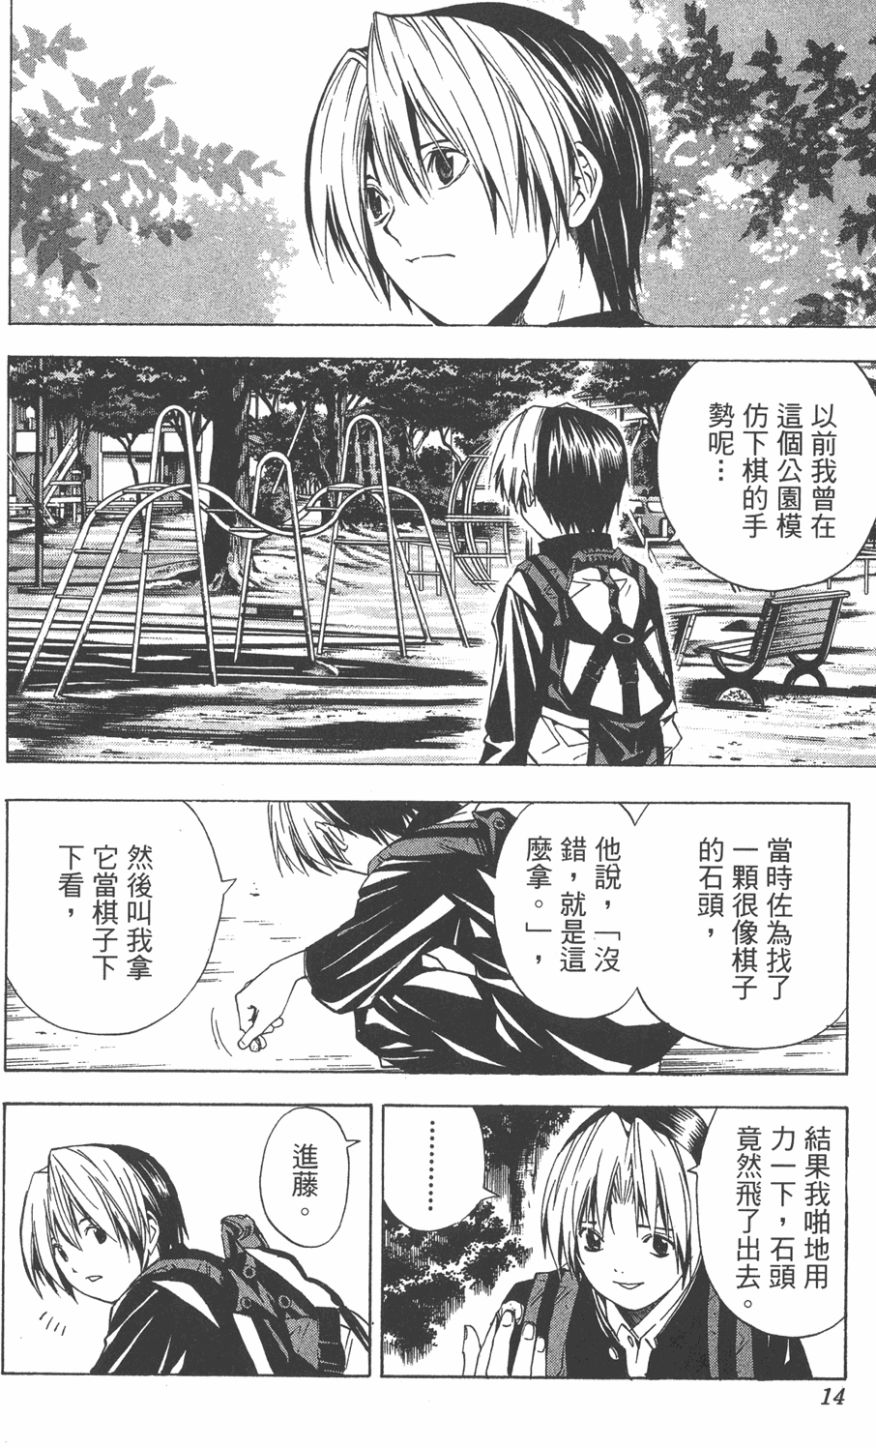 以前我曾在
這個公園模
仿下棋的手
勢呢…
當時佐為找了
一顆很像棋子
的石頭，
他說，「沒
錯，就是這
麼拿。」，
然後叫我拿
它當棋子下
下看，
結果我啪地用
力一下，石頭
竟然飛了出去。
………
進藤。
14